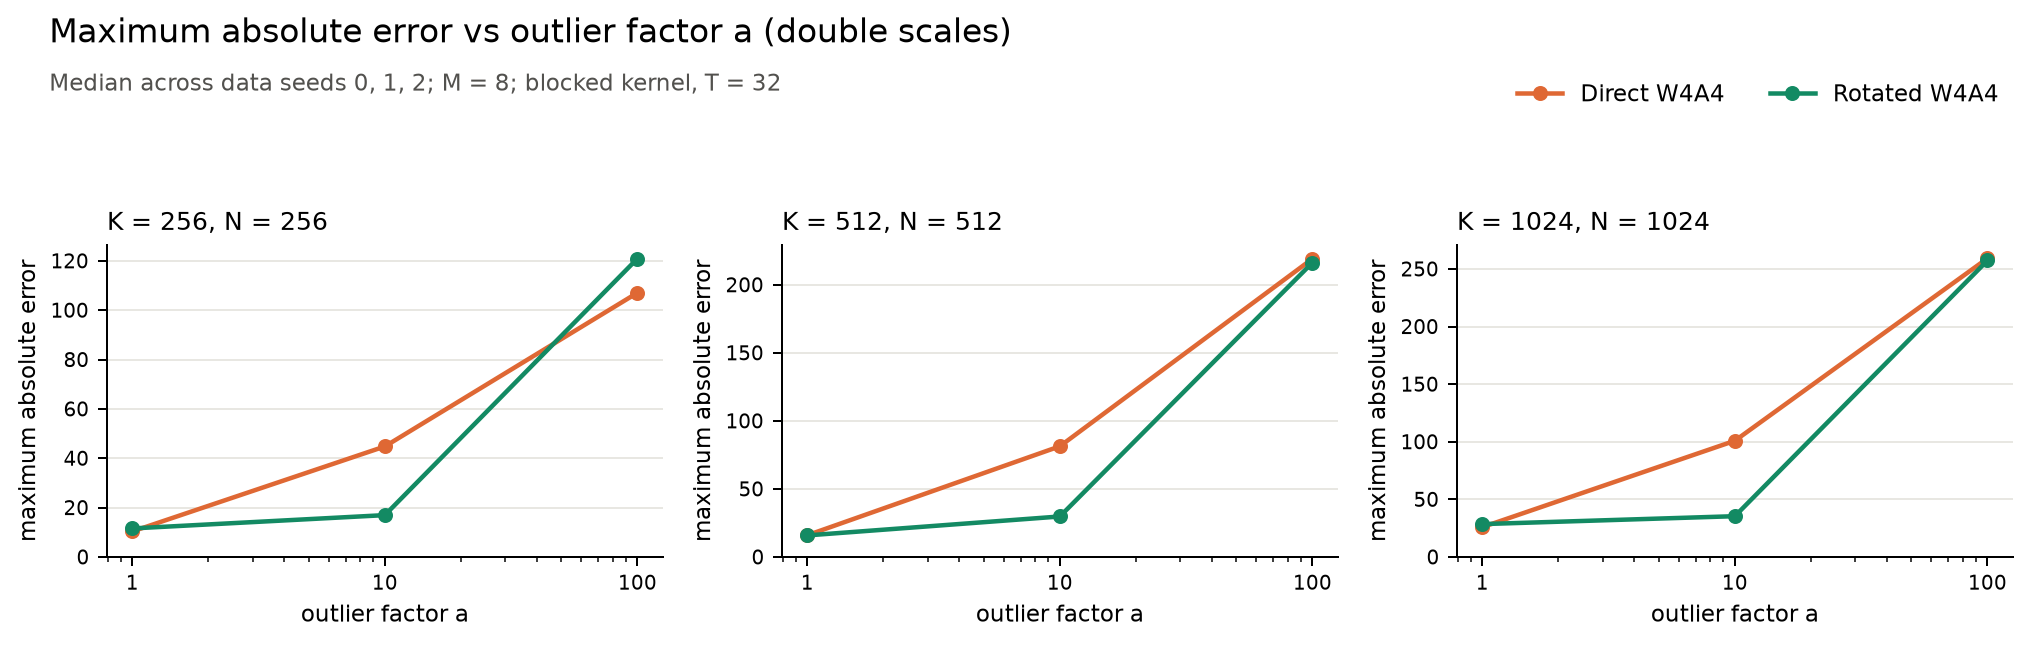 Maximum absolute error vs outlier factor a (double scales)
Median across data seeds 0, 1, 2; M = 8; blocked kernel, T = 32
Direct W4A4
Rotated W4A4
K = 256, N = 256
maximum absolute error
120
100
80
60
40
20
0
1
10
100
outlier factor a
K = 512, N = 512
maximum absolute error
200
150
100
50
0
1
10
100
outlier factor a
K = 1024, N = 1024
maximum absolute error
250
200
150
100
50
0
1
10
100
outlier factor a